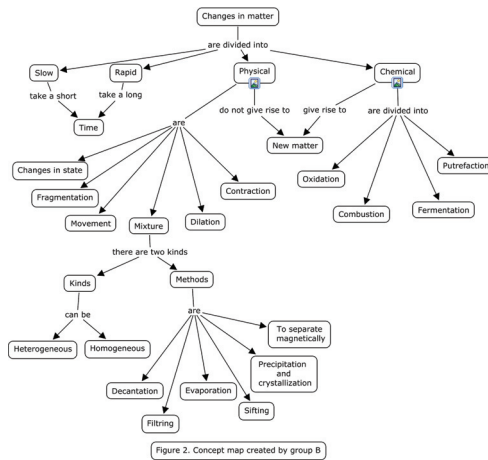 Changes in matter
are divided into
Slow
Rapid
Physical
Chemical
take a short
take a long
do not give rise to
give rise to
are divided into
Time
are
New matter
Changes in state
Fragmentation
Movement
Mixture
Dilation
Contraction
Oxidation
Combustion
Fermentation
Putrefaction
there are two kinds
Kinds
Methods
can be
are
Heterogeneous
Homogeneous
To separate
magnetically
Precipitation
and
crystallization
Decantation
Evaporation
Filtring
Sifting
Figure 2. Concept map created by group B